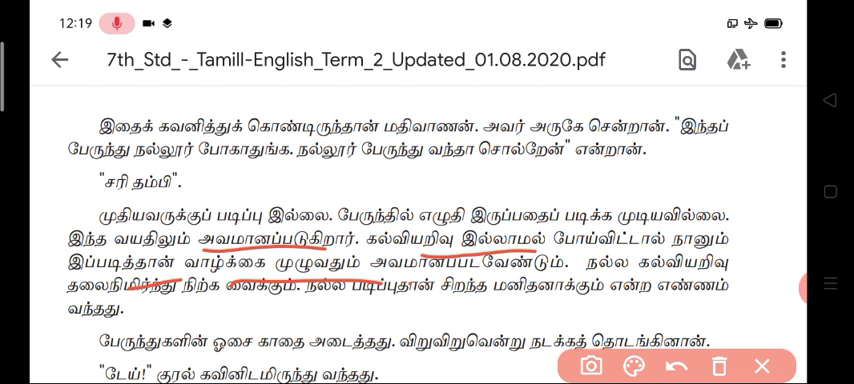 12:19
7th_Std_-_Tamill-English_Term_2_Updated_01.08.2020.pdf
இதைக் கவனித்துக் கொண்டிருந்தான் மதிவாணன். அவர் அருகே சென்றான். "இந்தப்
பேருந்து நல்லூர் போகாதுங்க. நல்லூர் பேருந்து வந்தா சொல்றேன்" என்றான்.
"சரி தம்பி".
முதியவருக்குப் படிப்பு இல்லை. பேருந்தில் எழுதி இருப்பதைப் படிக்க முடியவில்லை.
இந்த வயதிலும் அவமானப்படுகிறார். கல்வியறிவு இல்லாமல் போய்விட்டால் நானும்
இப்படித்தான் வாழ்க்கை முழுவதும் அவமானப்படவேண்டும். நல்ல கல்வியறிவு
தலைநிமிர்ந்து நிற்க வைக்கும். நல்ல படிப்புதான் சிறந்த மனிதனாக்கும் என்ற எண்ணம்
வந்தது.
பேருந்துகளின் ஓசை காதை அடைத்தது. விறுவிறுவென்று நடக்கத் தொடங்கினான்.
"டேய்!" குரல் கவினிடமிருந்து வந்தது.